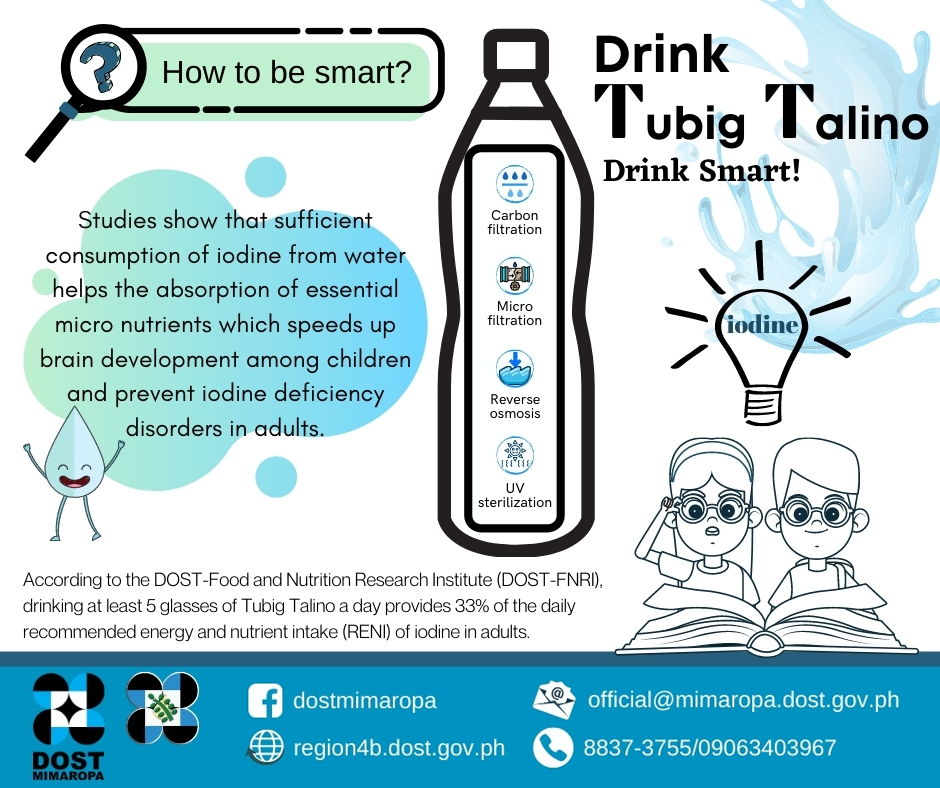 How to be smart?
Drink
Tubig Talino
Drink Smart!
Studies show that sufficient
consumption of iodine from water
helps the absorption of essential
micro nutrients which speeds up
brain development among children
and prevent iodine deficiency
disorders in adults.
Carbon
filtration
Micro
filtration
Reverse
osmosis
UV
sterilization
iodine
According to the DOST-Food and Nutrition Research Institute (DOST-FNRI),
drinking at least 5 glasses of Tubig Talino a day provides 33% of the daily
recommended energy and nutrient intake (RENI) of iodine in adults.
DOST
MIMAROPA
dostmimaropa
region4b.dost.gov.ph
official@mimaropa.dost.gov.ph
8837-3755/09063403967